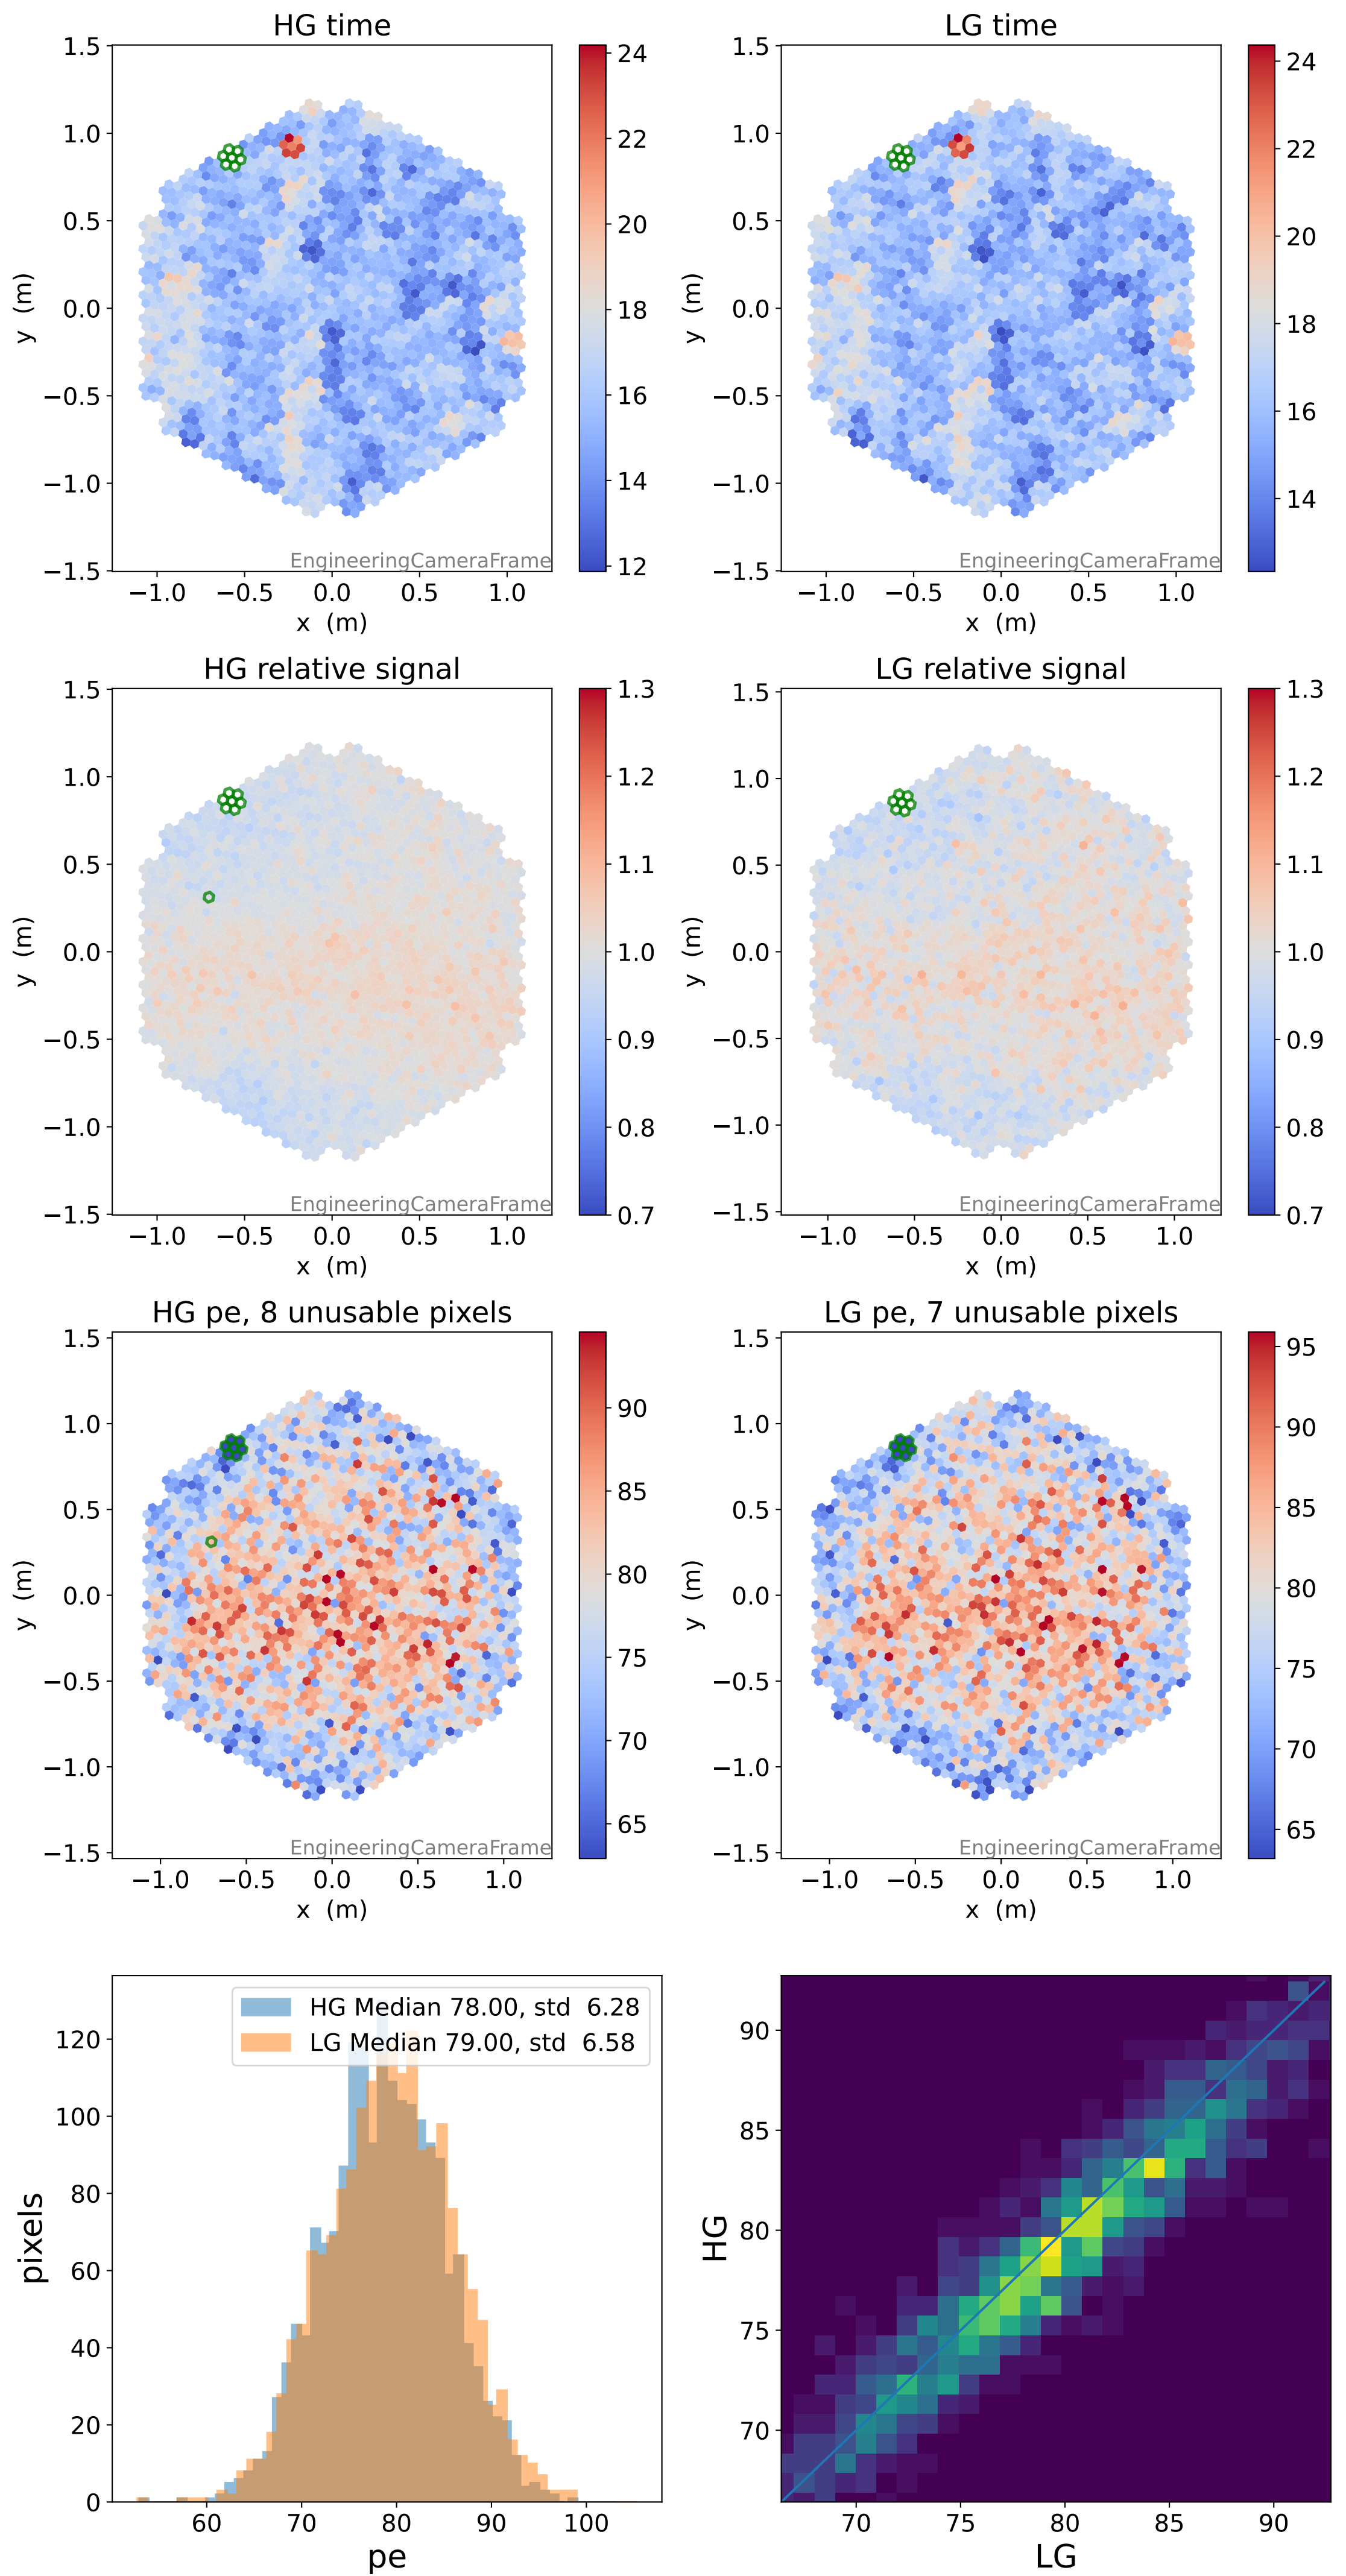 HG time
LG time
1.5
1.0
0.5
0.0
−0.5
−1.0
−1.5
y (m)
−1.0 −0.5 0.0 0.5 1.0
x (m)
EngineeringCameraFrame
24
22
20
18
16
14
12
1.5
1.0
0.5
0.0
−0.5
−1.0
−1.5
y (m)
−1.0 −0.5 0.0 0.5 1.0
x (m)
EngineeringCameraFrame
24
22
20
18
16
14
HG relative signal
LG relative signal
1.5
1.0
0.5
0.0
−0.5
−1.0
−1.5
y (m)
−1.0 −0.5 0.0 0.5 1.0
x (m)
EngineeringCameraFrame
1.3
1.2
1.1
1.0
0.9
0.8
0.7
1.5
1.0
0.5
0.0
−0.5
−1.0
−1.5
y (m)
−1.0 −0.5 0.0 0.5 1.0
x (m)
EngineeringCameraFrame
1.3
1.2
1.1
1.0
0.9
0.8
0.7
HG pe, 8 unusable pixels
LG pe, 7 unusable pixels
1.5
1.0
0.5
0.0
−0.5
−1.0
−1.5
y (m)
−1.0 −0.5 0.0 0.5 1.0
x (m)
EngineeringCameraFrame
90
85
80
75
70
65
1.5
1.0
0.5
0.0
−0.5
−1.0
−1.5
y (m)
−1.0 −0.5 0.0 0.5 1.0
x (m)
EngineeringCameraFrame
95
90
85
80
75
70
65
HG Median 78.00, std 6.28
LG Median 79.00, std 6.58
120
100
80
60
40
20
0
pixels
60 70 80 90 100
pe
90
85
80
75
70
HG
70 75 80 85 90
LG